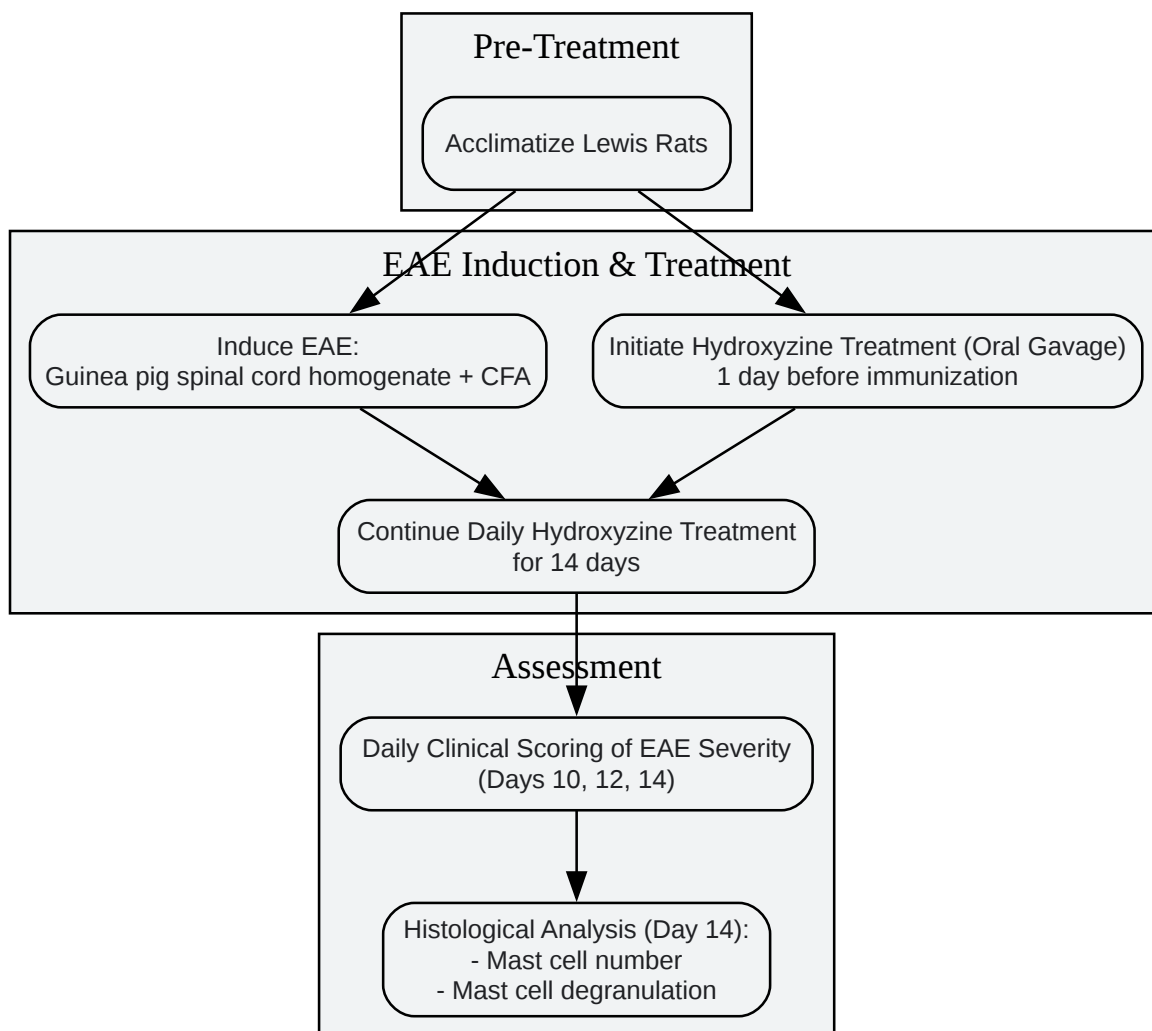 Pre-Treatment
Acclimatize Lewis Rats
EAE Induction & Treatment
Induce EAE:
Guinea pig spinal cord homogenate + CFA
Initiate Hydroxyzine Treatment (Oral Gavage)
1 day before immunization
Continue Daily Hydroxyzine Treatment
for 14 days
Assessment
Daily Clinical Scoring of EAE Severity
(Days 10, 12, 14)
Histological Analysis (Day 14):
- Mast cell number
- Mast cell degranulation